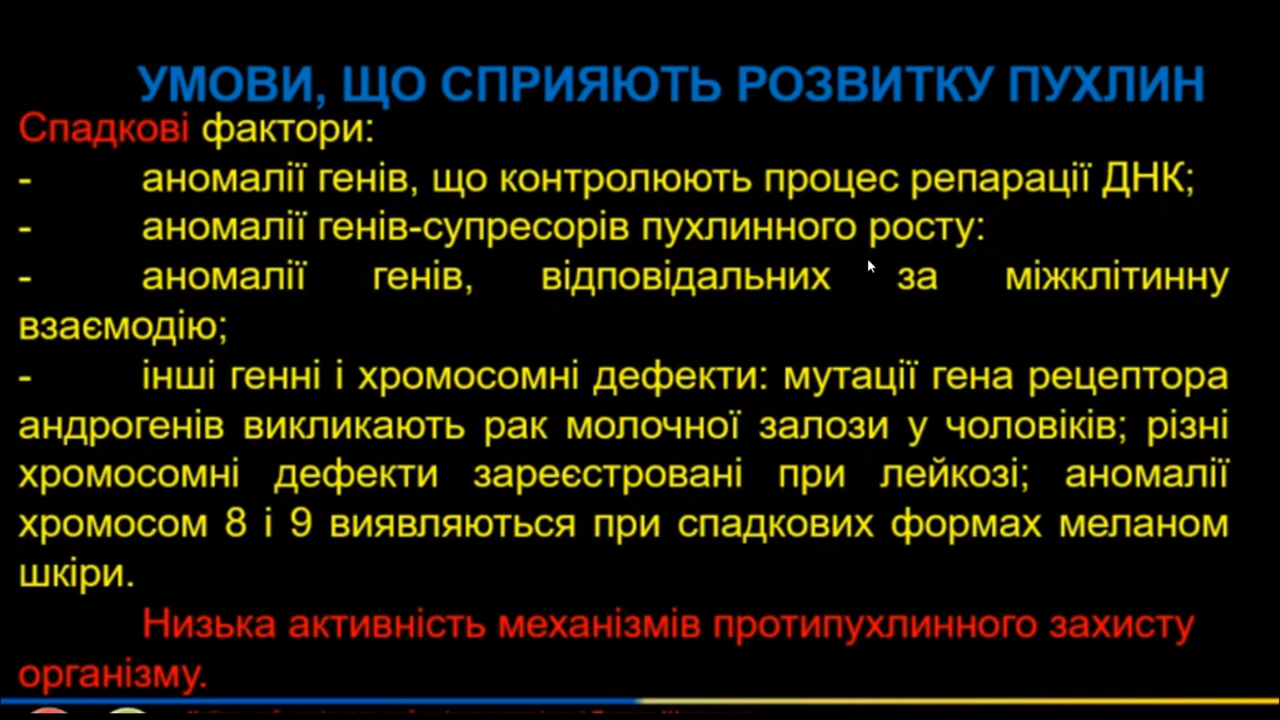 УМОВИ, ЩО СПРИЯЮТЬ РОЗВИТКУ ПУХЛИН
Спадкові фактори:
- аномалії генів, що контролюють процес репарації ДНК;
- аномалії генів-супресорів пухлинного росту:
- аномалії генів, відповідальних за міжклітинну
взаємодію;
- інші генні і хромосомні дефекти: мутації гена рецептора
андрогенів викликають рак молочної залози у чоловіків; різні
хромосомні дефекти зареєстровані при лейкозі; аномалії
хромосом 8 і 9 виявляються при спадкових формах меланом
шкіри.
Низька активність механізмів протипухлинного захисту
організму.